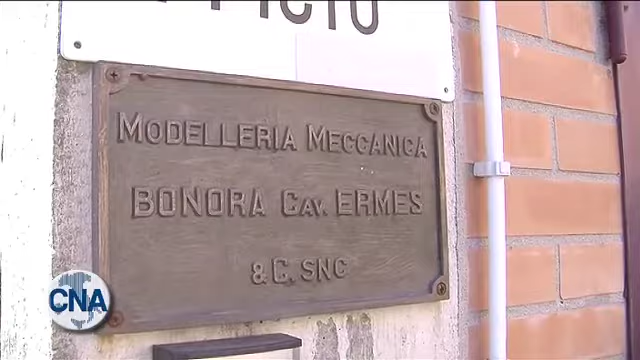 MODELLERIA MECCANICA
BONORA CAV. ERMES
& C. SNC
CNA